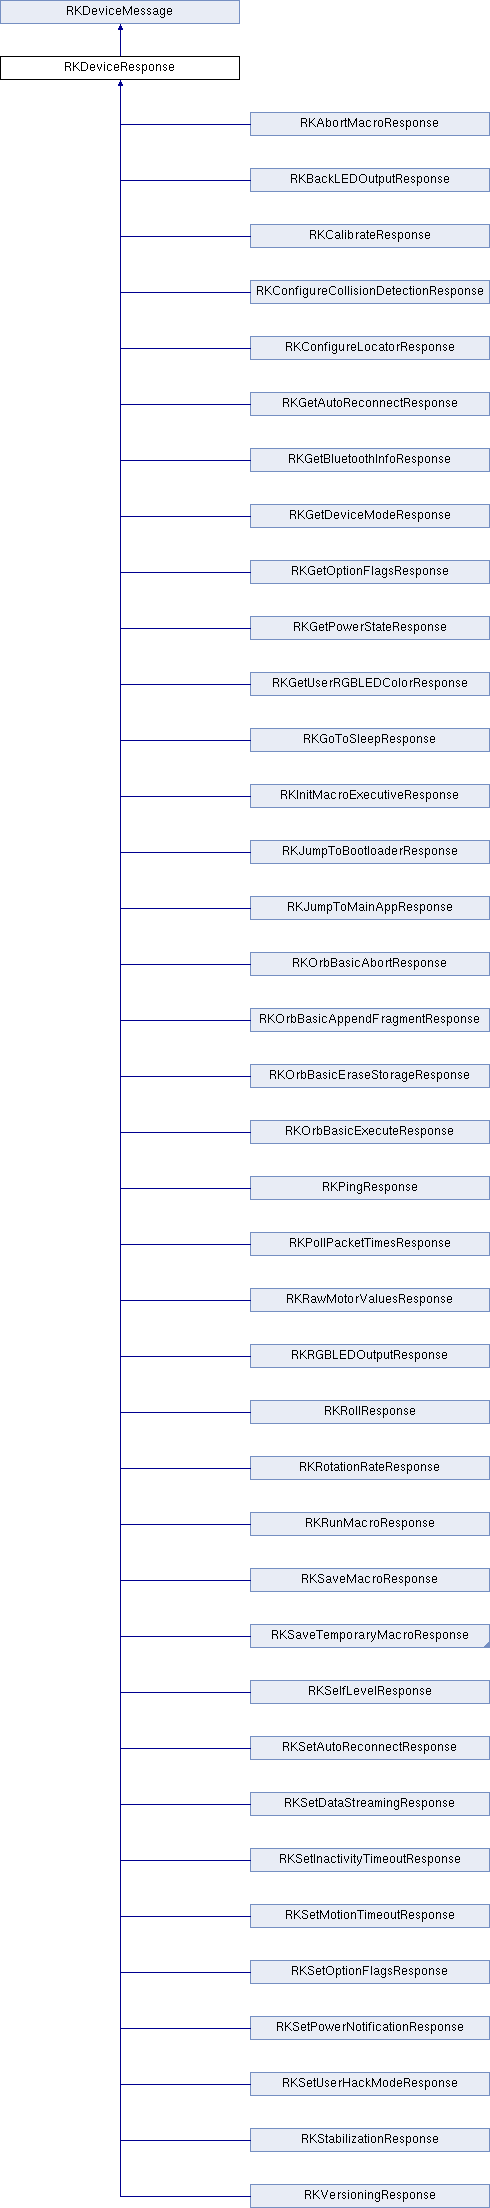 RKDeviceMessage
RKDeviceResponse
RKAbortMacroResponse
RKBackLEDOutputResponse
RKCalibrateResponse
RKConfigureCollisionDetectionResponse
RKConfigureLocatorResponse
RKGetAutoReconnectResponse
RKGetBluetoothInfoResponse
RKGetDeviceModeResponse
RKGetOptionFlagsResponse
RKGetPowerStateResponse
RKGetUserRGBLEDColorResponse
RKGoToSleepResponse
RKInitMacroExecutiveResponse
RKJumpToBootloaderResponse
RKJumpToMainAppResponse
RKOrbBasicAbortResponse
RKOrbBasicAppendFragmentResponse
RKOrbBasicEraseStorageResponse
RKOrbBasicExecuteResponse
RKPingResponse
RKPollPacketTimesResponse
RKRawMotorValuesResponse
RKRGBLEDOutputResponse
RKRollResponse
RKRotationRateResponse
RKRunMacroResponse
RKSaveMacroResponse
RKSaveTemporaryMacroResponse
RKSelfLevelResponse
RKSetAutoReconnectResponse
RKSetDataStreamingResponse
RKSetInactivityTimeoutResponse
RKSetMotionTimeoutResponse
RKSetOptionFlagsResponse
RKSetPowerNotificationResponse
RKSetUserHackModeResponse
RKStabilizationResponse
RKVersioningResponse